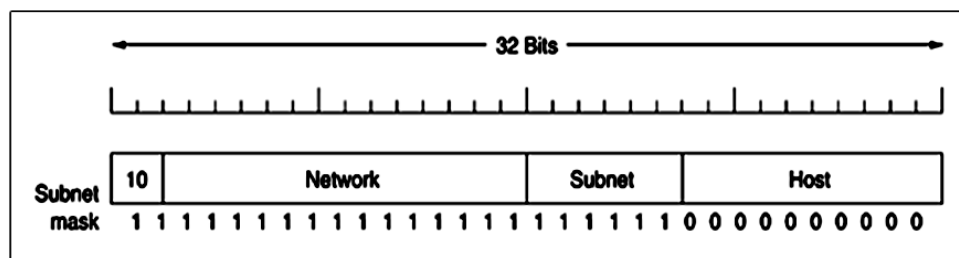 32 Bits
10 Network Subnet Host
Subnet
mask 1 1 1 1 1 1 1 1 1 1 1 1 1 1 1 1 1 1 1 1 1 1 0 0 0 0 0 0 0 0 0 0